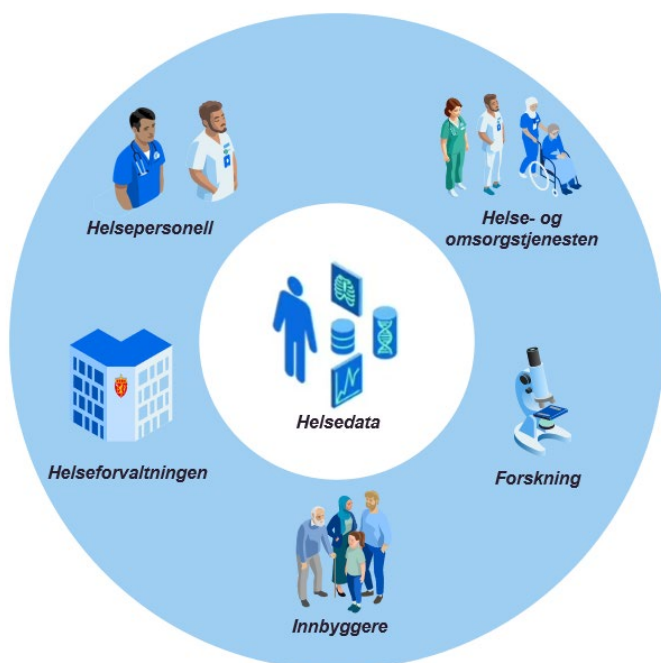 Helsepersonell
Helse- og
omsorgstjenesten
Helsedata
Helseforvaltningen
Forskning
Innbyggere